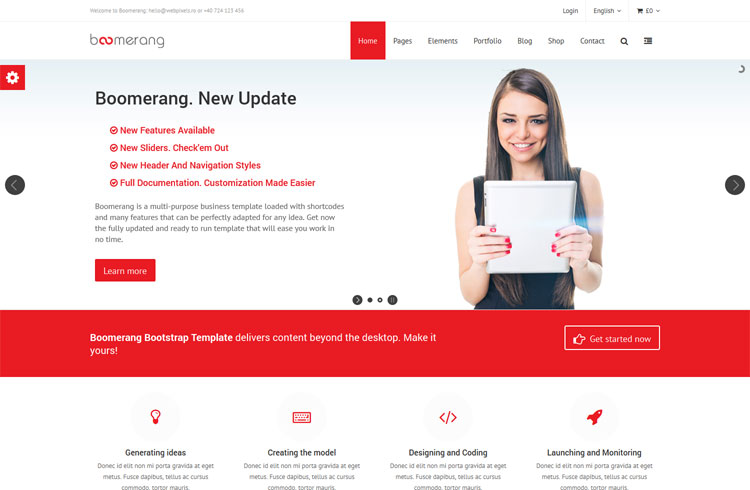 Welcome to Boomerang: hello@webpixels.ro or +40 724 123 456
Login
English
£0
boomerang
Home
Pages
Elements
Portfolio
Blog
Shop
Contact
Boomerang. New Update
New Features Available
New Sliders. Check'em Out
New Header And Navigation Styles
Full Documentation. Customization Made Easier
Boomerang is a multi-purpose business template loaded with shortcodes
and many features that can be perfectly adapted for any idea. Get now
the fully updated and ready to run template that will ease you work in
no time.
Learn more
Boomerang Bootstrap Template delivers content beyond the desktop. Make it
yours!
Get started now
Generating ideas
Donec id elit non mi porta gravida at eget
metus. Fusce dapibus, tellus ac cursus
commodo, tortor mauris.
Creating the model
Donec id elit non mi porta gravida at eget
metus. Fusce dapibus, tellus ac cursus
commodo, tortor mauris.
Designing and Coding
Donec id elit non mi porta gravida at eget
metus. Fusce dapibus, tellus ac cursus
commodo, tortor mauris.
Launching and Monitoring
Donec id elit non mi porta gravida at eget
metus. Fusce dapibus, tellus ac cursus
commodo, tortor mauris.